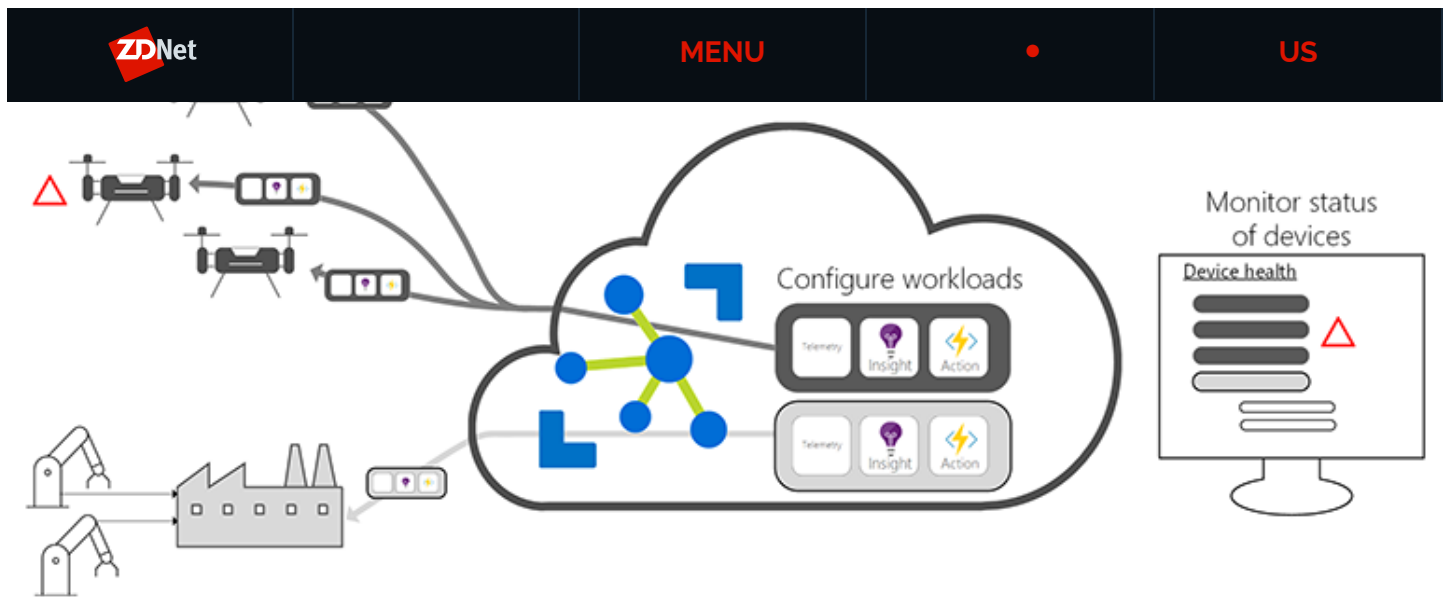 ZDNet
MENU
US
Monitor status
of devices
Device health
Configure workloads
Telemetry
Insight
Action
Telemetry
Insight
Action